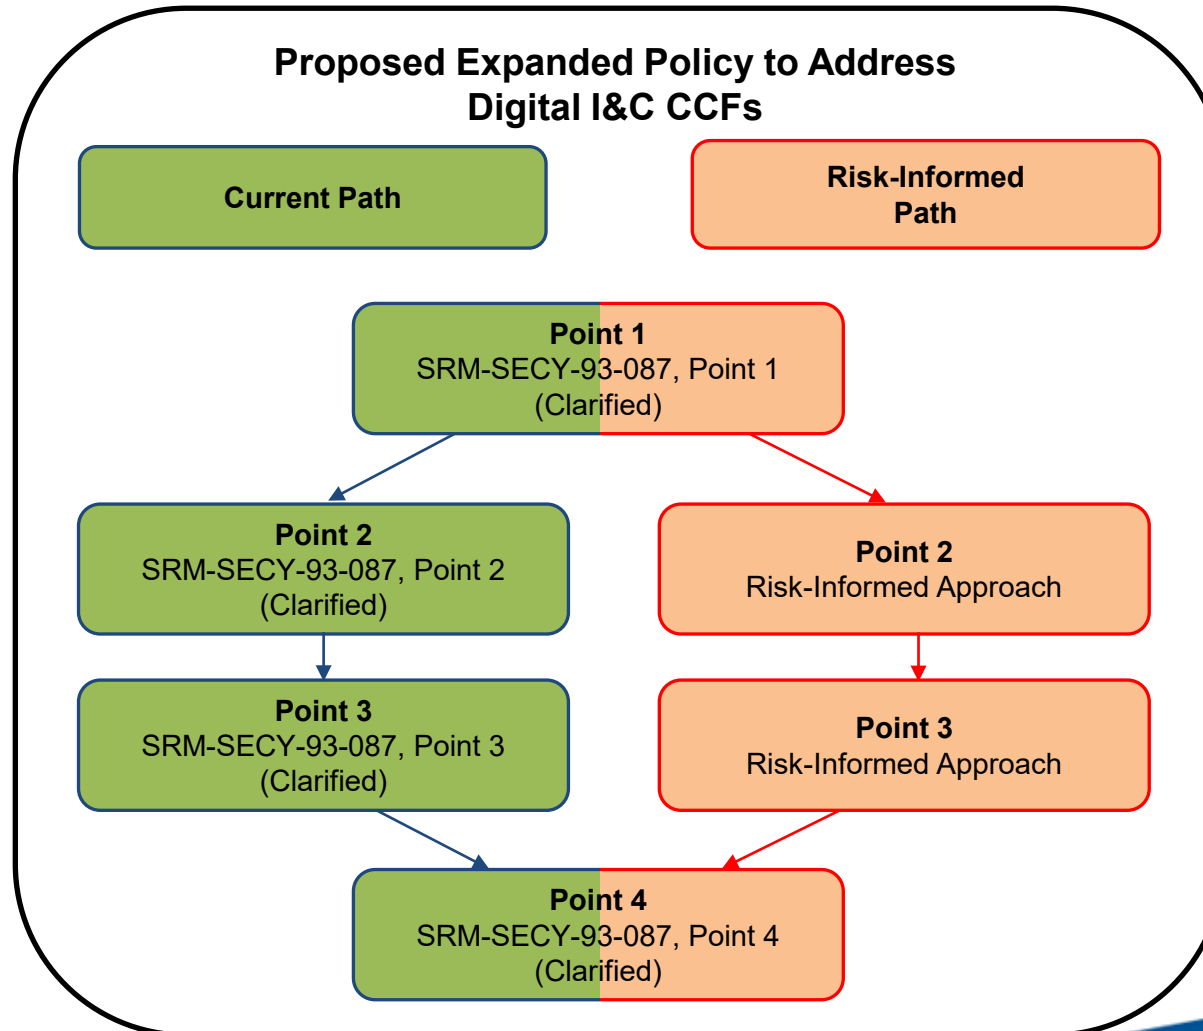 Proposed Expanded Policy to Address
Digital I&C CCFs
Current Path
Risk-Informed
Path
Point 1
SRM-SECY-93-087, Point 1
(Clarified)
Point 2
SRM-SECY-93-087, Point 2
(Clarified)
Point 2
Risk-Informed Approach
Point 3
SRM-SECY-93-087, Point 3
(Clarified)
Point 3
Risk-Informed Approach
Point 4
SRM-SECY-93-087, Point 4
(Clarified)